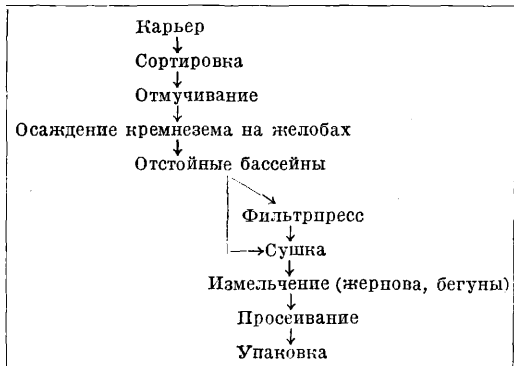 Карьер
Сортировка
Отмучивание
Осаждение кремнезема на желобах
Отстойные бассейны
Фильтрпресс
Сушка
Измельчение (жернова, бегуны)
Просеивание
Упаковка